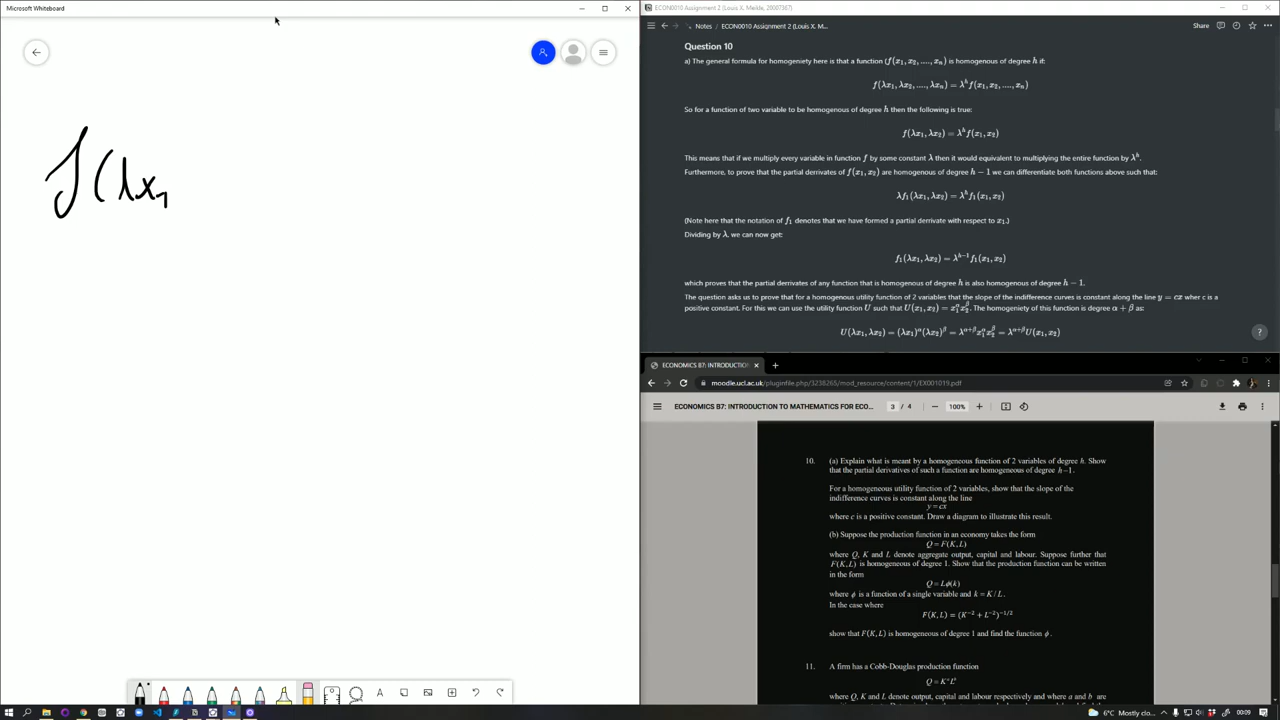 Microsoft Whiteboard
f(λx₁
ECON0010 Assignment 2 (Louis X. Merkle, 20007367)
Notes / ECON0010 Assignment 2 (Louis X. M...
Share
Question 10
a) The general formula for homogeniety here is that a function (f(x₁, x₂, ...., xₙ) is homogenous of degree h if:
f(λx₁, λx₂, ...., λxₙ) = λʰf(x₁, x₂, ...., xₙ)
So for a function of two variable to be homogenous of degree h then the following is true:
f(λx₁, λx₂) = λʰf(x₁, x₂)
This means that if we multiply every variable in function f by some constant λ then it would equivalent to multiplying the entire function by λʰ.
Furthermore, to prove that the partial derivates of f(x₁, x₂) are homogenous of degree h − 1 we can differentiate both functions above such that:
λf₁(λx₁, λx₂) = λʰf₁(x₁, x₂)
(Note here that the notation of f₁ denotes that we have formed a partial derivate with respect to x₁.)
Dividing by λ, we can now get:
f₁(λx₁, λx₂) = λʰ⁻¹f₁(x₁, x₂)
which proves that the partial derivates of any function that is homogenous of degree h is also homogenous of degree h − 1.
The question asks us to prove that for a homogenous utility function of 2 variables that the slope of the indifference curves is constant along the line y = cx wher c is a
positive constant. For this we can use the utility function U such that U(x₁, x₂) = x₁ᵅx₂ᵝ. The homogeniety of this function is degree α + β as:
U(λx₁, λx₂) = (λx₁)ᵅ(λx₂)ᵝ = λᵅ⁺ᵝx₁ᵅx₂ᵝ = λᵅ⁺ᵝU(x₁, x₂)
ECONOMICS B7: INTRODUCTION
moodle.ucl.ac.uk/pluginfile.php/3238265/mod_resource/content/1/EX001019.pdf
ECONOMICS B7: INTRODUCTION TO MATHEMATICS FOR ECO... 3 / 4 100%
10. (a) Explain what is meant by a homogeneous function of 2 variables of degree h. Show
that the partial derivatives of such a function are homogeneous of degree h−1.
For a homogeneous utility function of 2 variables, show that the slope of the
indifference curves is constant along the line
y = cx
where c is a positive constant. Draw a diagram to illustrate this result.
(b) Suppose the production function in an economy takes the form
Q = F(K, L)
where Q, K and L denote aggregate output, capital and labour. Suppose further that
F(K, L) is homogeneous of degree 1. Show that the production function can be written
in the form
Q = Lϕ(k)
where ϕ is a function of a single variable and k = K / L.
In the case where
F(K, L) = (K⁻² + L⁻²)⁻¹/²
show that F(K, L) is homogeneous of degree 1 and find the function ϕ.
11. A firm has a Cobb-Douglas production function
Q = KᵃLᵇ
where Q, K and L denote output, capital and labour respectively and where a and b are
6°C Mostly clo... 00:09